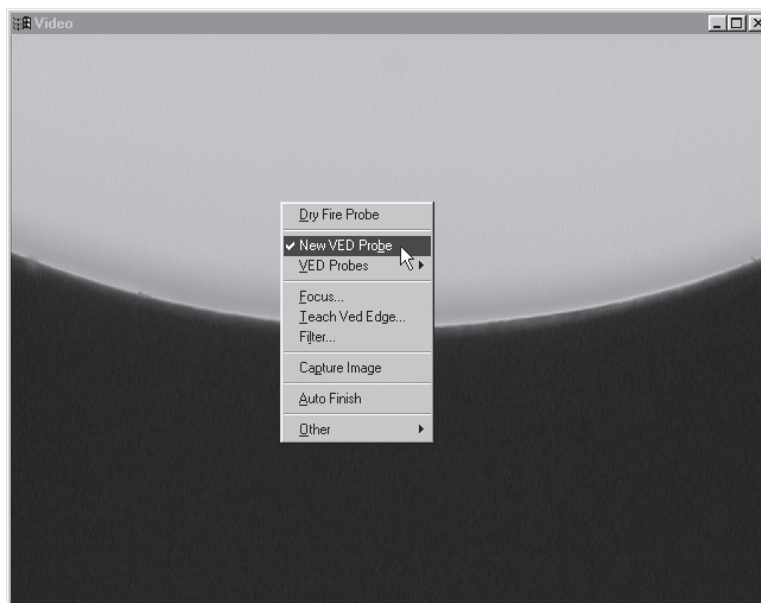 Video
Dry Fire Probe
New VED Probe
VED Probes
Focus...
Teach Ved Edge...
Filter...
Capture Image
Auto Finish
Other